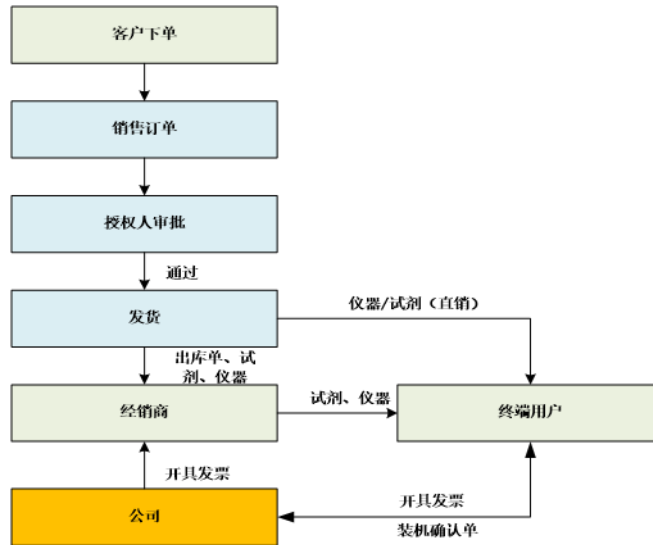 客户下单
销售订单
授权人审批
通过
发货
仪器/试剂（直销）
出库单、试
剂、仪器
经销商
试剂、仪器
终端用户
开具发票
公司
开具发票
装机确认单